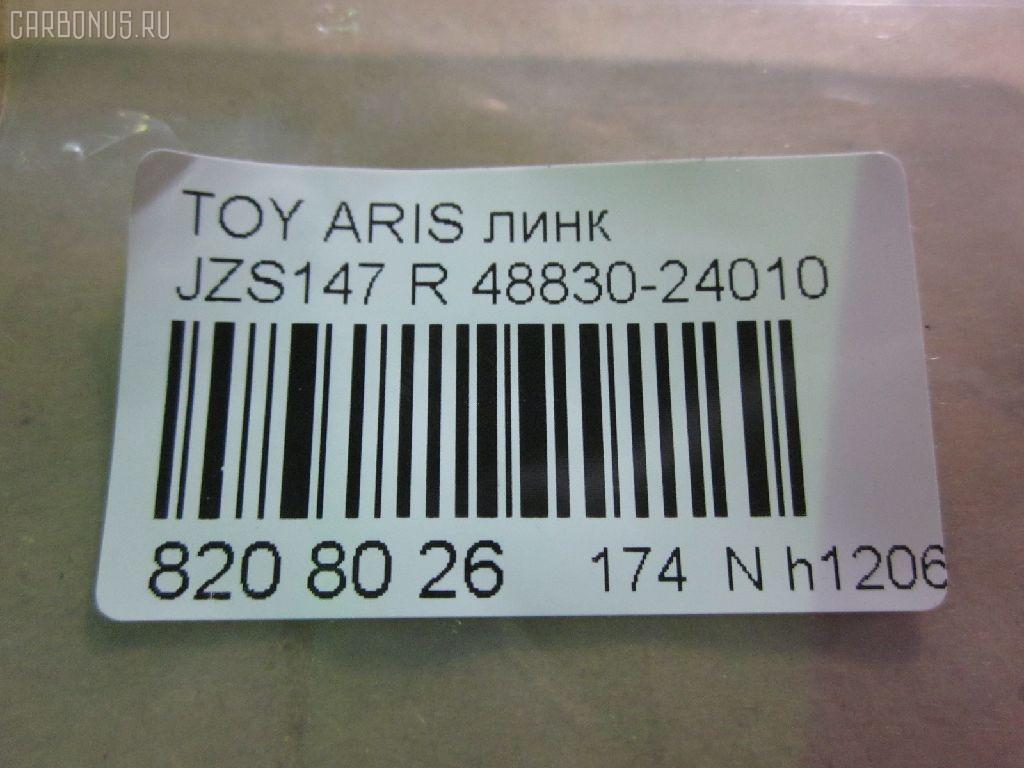 CARBONUS.RU
TOY ARIS линк
JZS147 R 48830-24010
820 80 26 174 N h1206